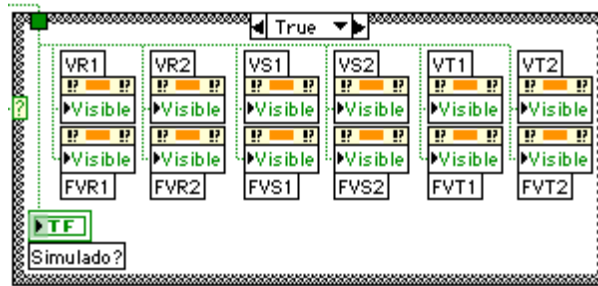 True
VR1 VR2 VS1 VS2 VT1 VT2
!? !? !? !? !? !? !? !? !? !? !? !?
Visible Visible Visible Visible Visible Visible
?
!? !? !? !? !? !? !? !? !? !? !? !?
Visible Visible Visible Visible Visible Visible
FVR1 FVR2 FVS1 FVS2 FVT1 FVT2
TF
Simulado?